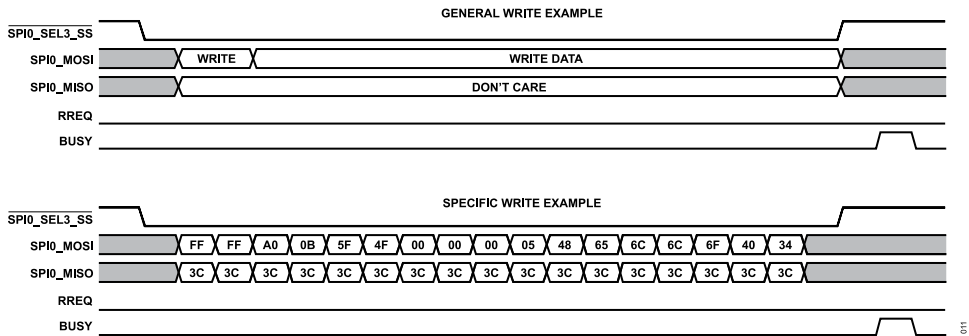 GENERAL WRITE EXAMPLE
SPI0_SEL3_SS
SPI0_MOSI WRITE WRITE DATA
SPI0_MISO DON'T CARE
RREQ
BUSY
SPECIFIC WRITE EXAMPLE
SPI0_SEL3_SS
SPI0_MOSI FF FF A0 0B 5F 4F 00 00 00 05 48 65 6C 6C 6F 40 34
SPI0_MISO 3C 3C 3C 3C 3C 3C 3C 3C 3C 3C 3C 3C 3C 3C 3C 3C 3C
RREQ
BUSY
011